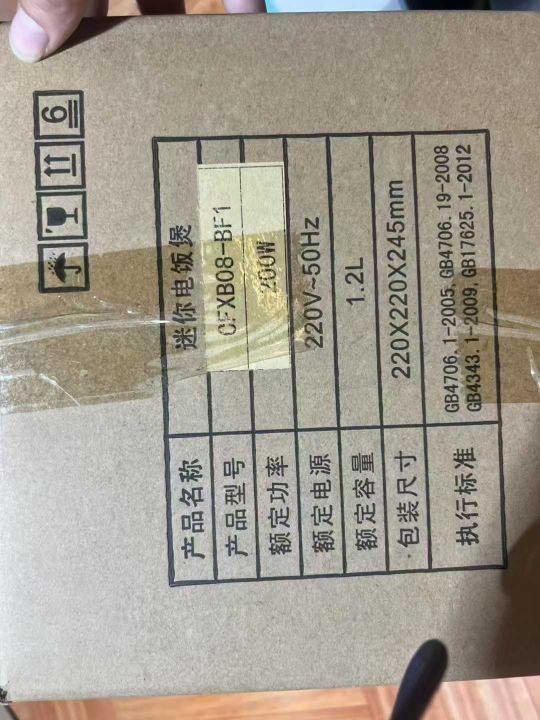 6
产品名称 迷你电饭煲
产品型号 CFXB08-BF1
额定功率 200W
额定电源 220V~50Hz
额定容量 1.2L
包装尺寸 220X220X245mm
执行标准 GB4706.1-2005,GB4706.19-2008
GB4343.1-2009,GB17625.1-2012